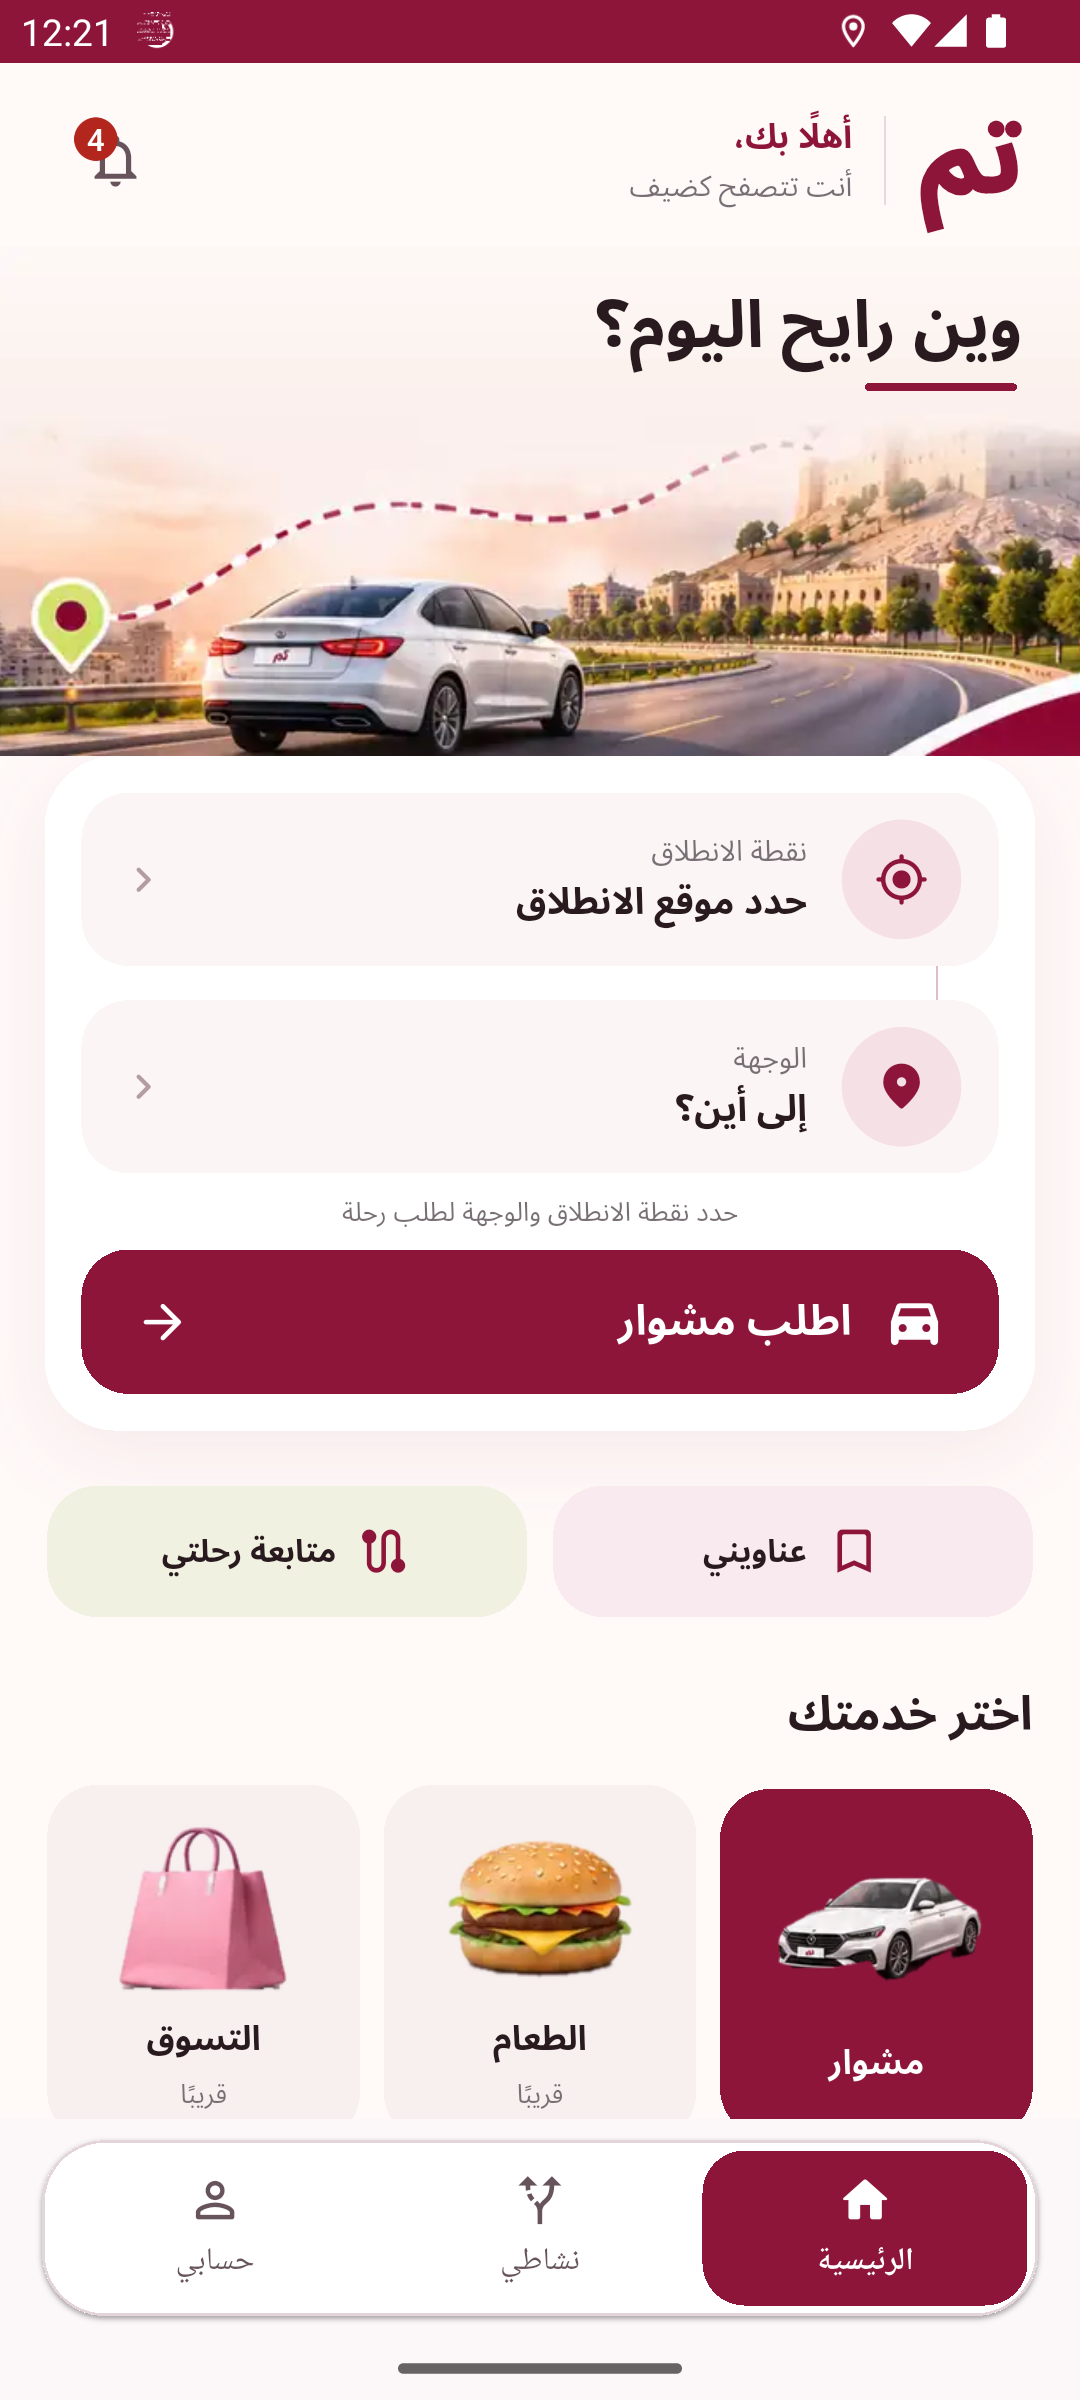 12:21
4
أهلًا بك،
أنت تتصفح كضيف
تم
وين رايح اليوم؟
تم
نقطة الانطلاق
حدد موقع الانطلاق
الوجهة
إلى أين؟
حدد نقطة الانطلاق والوجهة لطلب رحلة
اطلب مشوار
عناويني
متابعة رحلتي
اختر خدمتك
مشوار
الطعام
قريبًا
التسوق
قريبًا
الرئيسية
نشاطي
حسابي